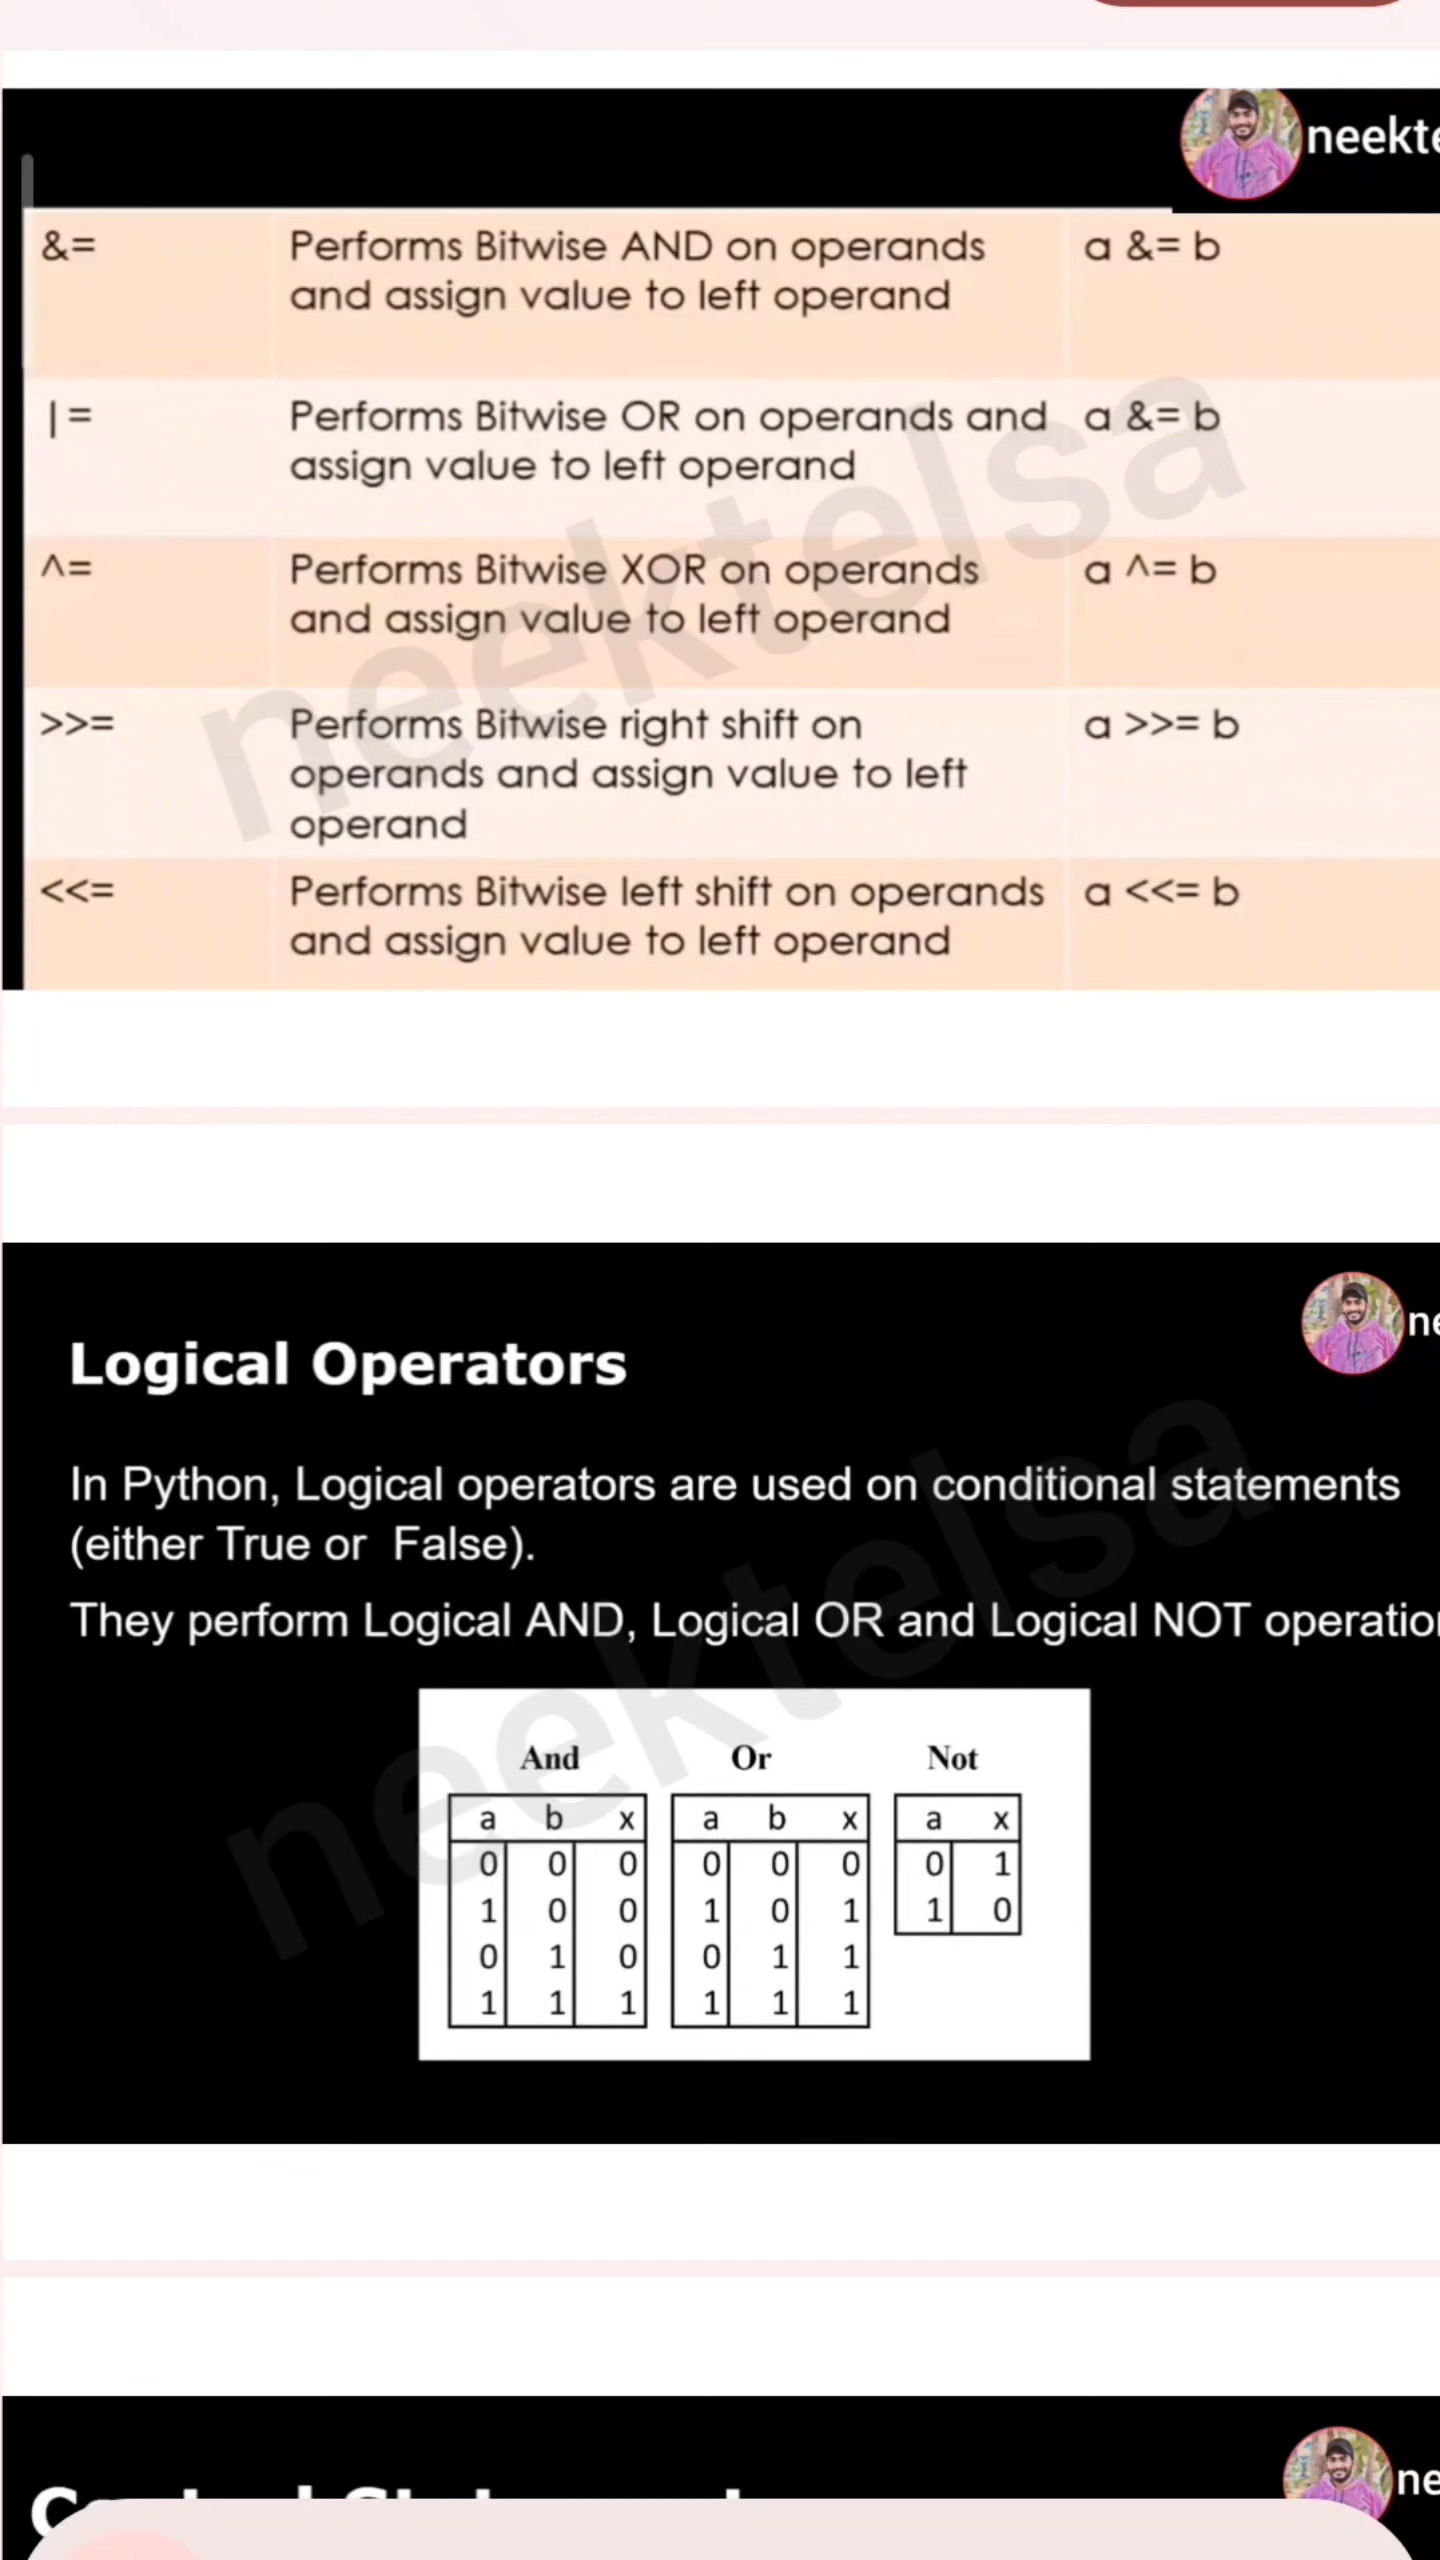 neekte
&= Performs Bitwise AND on operands a &= b
and assign value to left operand
|= Performs Bitwise OR on operands and a &= b
assign value to left operand
^= Performs Bitwise XOR on operands a ^= b
and assign value to left operand
>>= Performs Bitwise right shift on a >>= b
operands and assign value to left
operand
<<= Performs Bitwise left shift on operands a <<= b
and assign value to left operand
neektelsa
ne
Logical Operators
In Python, Logical operators are used on conditional statements
(either True or  False).
They perform Logical AND, Logical OR and Logical NOT operatio
And Or Not
a b x a b x a x
0 0 0 0 0 0 0 1
1 0 0 1 0 1 1 0
0 1 0 0 1 1
1 1 1 1 1 1
neektelsa
ne